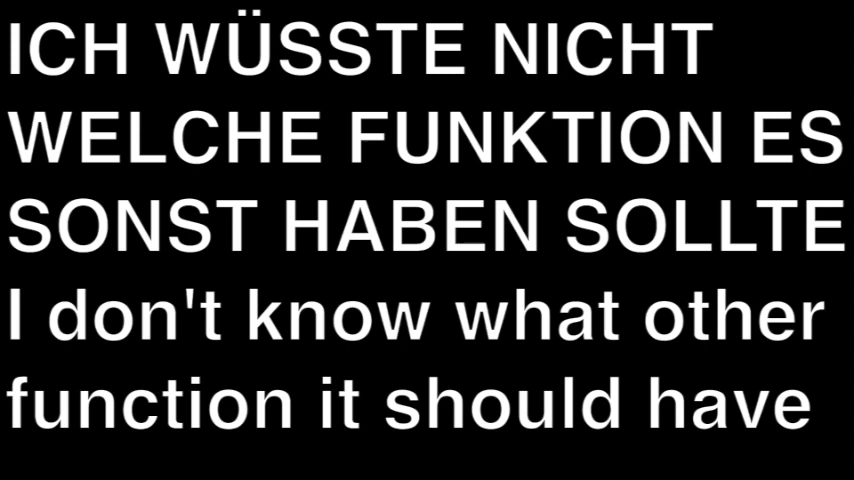 ICH WÜSSTE NICHT
WELCHE FUNKTION ES
SONST HABEN SOLLTE
I don't know what other
function it should have